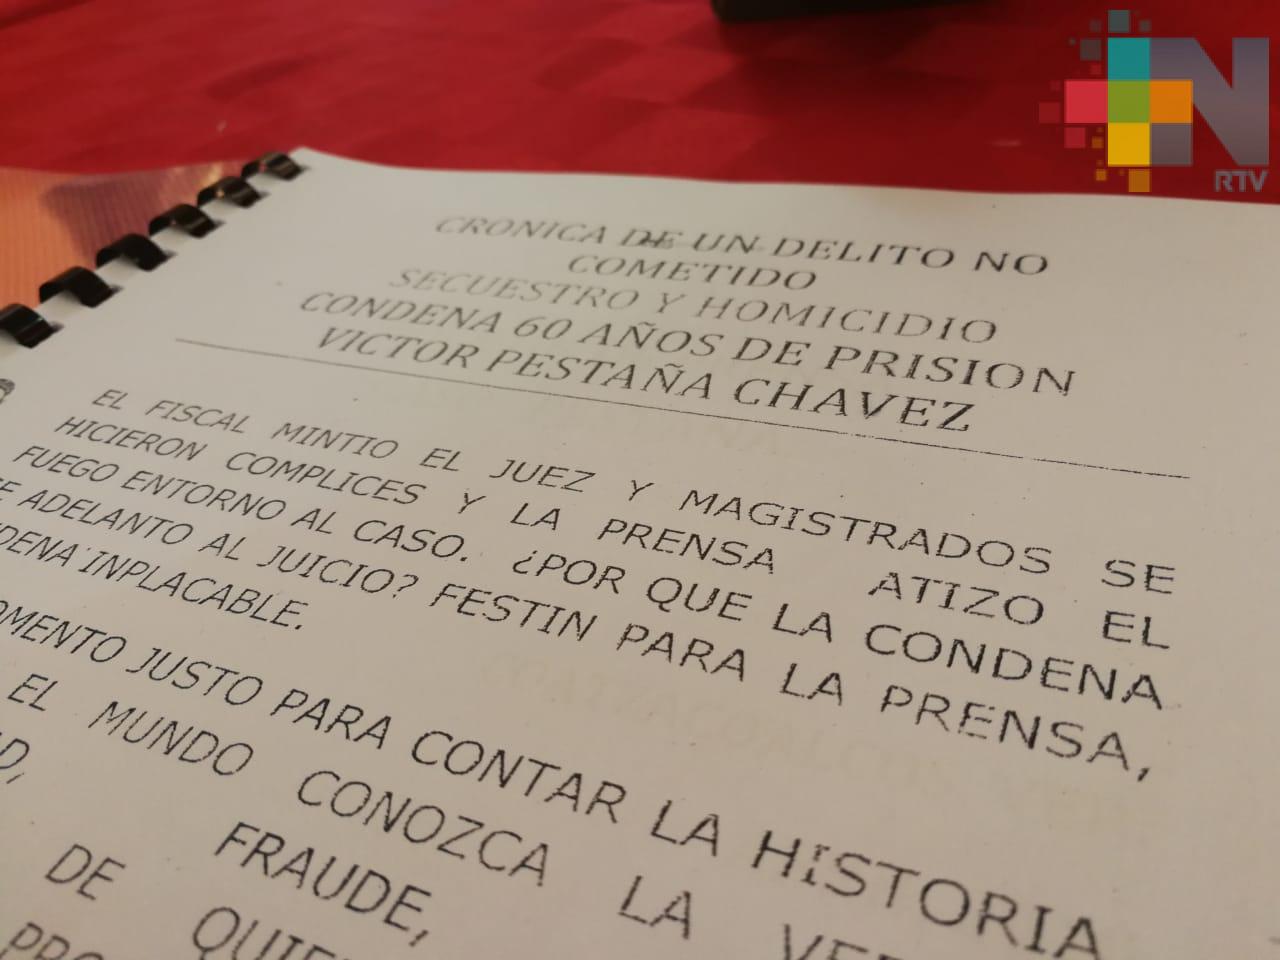 N
RTV
CRONICA DE UN DELITO NO
COMETIDO
SECUESTRO Y HOMICIDIO
CONDENA 60 AÑOS DE PRISION
VICTOR PESTAÑA CHAVEZ
EL FISCAL MINTIO EL JUEZ Y MAGISTRADOS SE
HICIERON COMPLICES Y LA PRENSA ATIZO EL
FUEGO ENTORNO AL CASO. ¿POR QUE LA CONDENA
ADELANTO AL JUICIO? FESTIN PARA LA PRENSA,
INPLACABLE.
JUSTO PARA CONTAR LA HISTORIA
EL MUNDO CONOZCA LA
FRAUDE,
DE